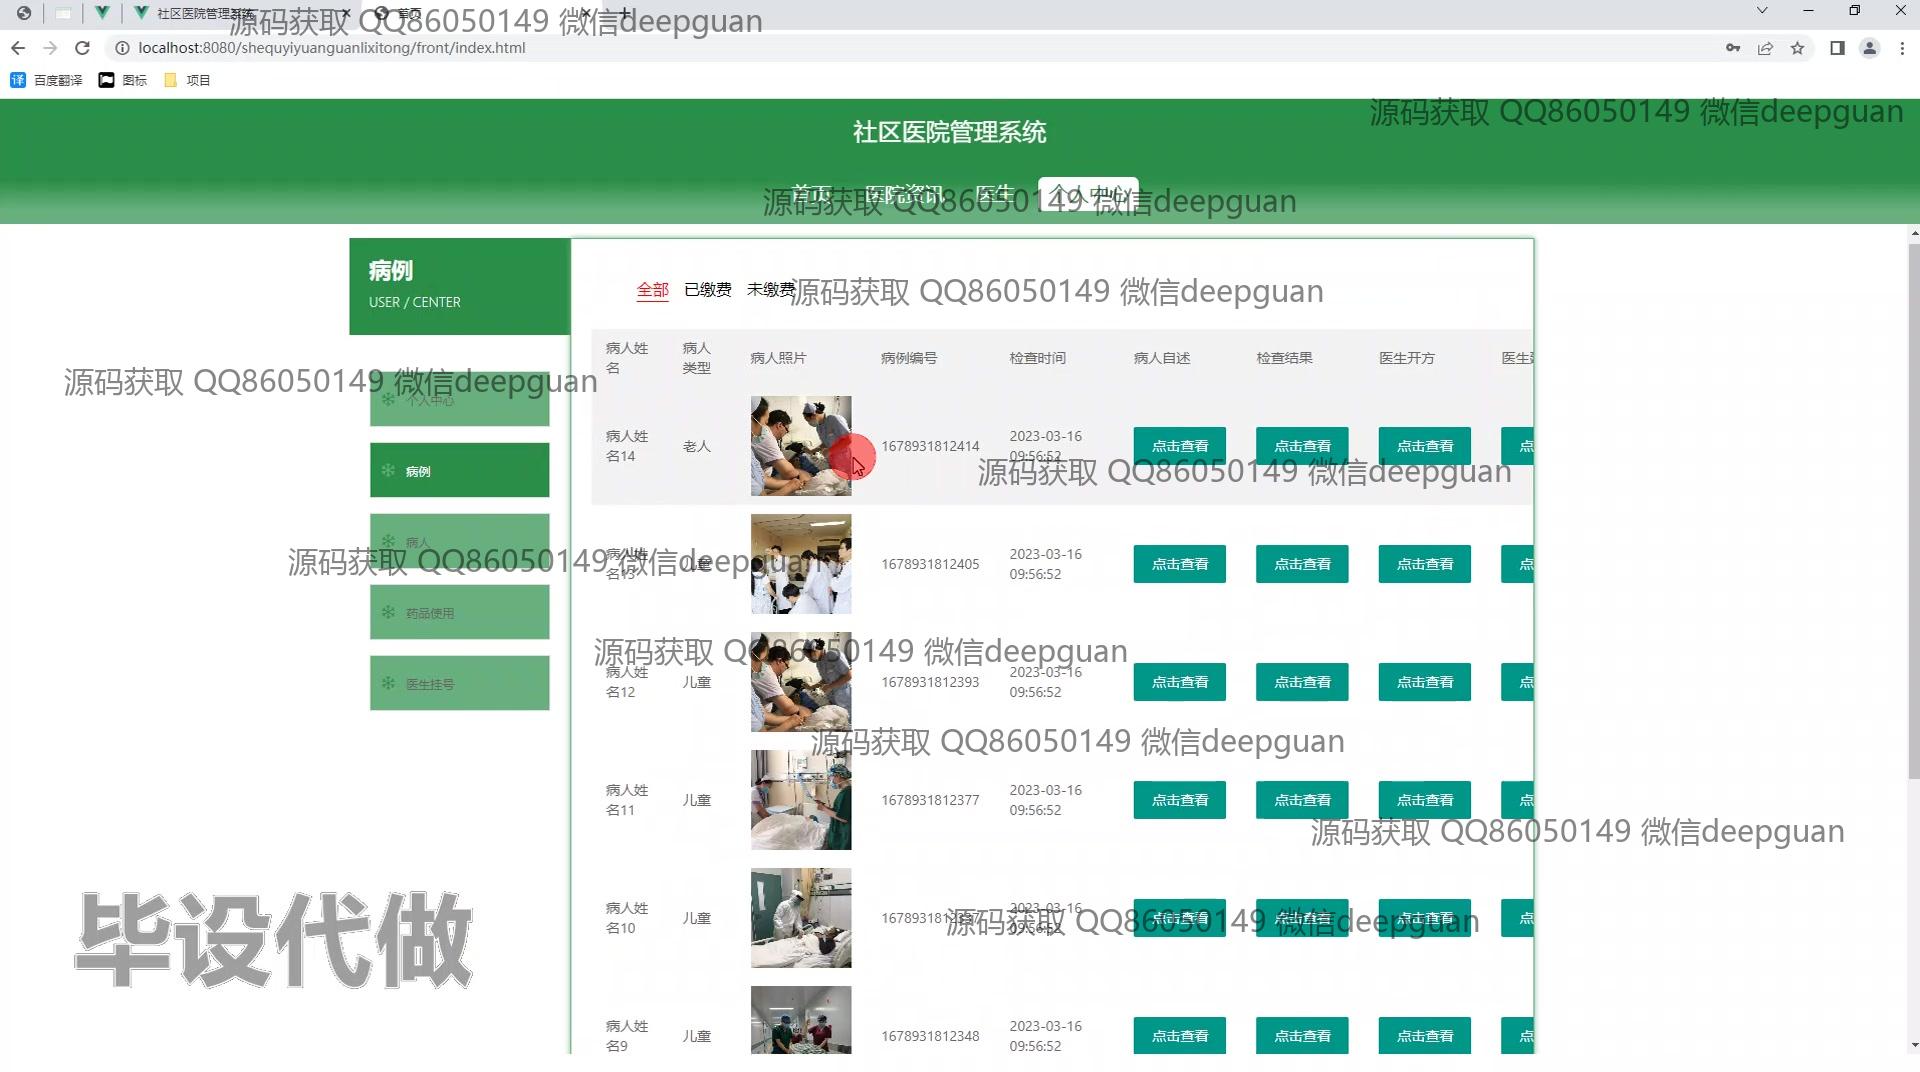 社区医院管理系统
首页
源码获取 QQ86050149 微信deepguan
localhost:8080/shequyiyuanguanlixitong/front/index.html
百度翻译 图标 项目
源码获取 QQ86050149 微信deepguan
社区医院管理系统
首页 医院资讯 医生 个人中心
源码获取 QQ86050149 微信deepguan
病例
USER / CENTER
全部 已缴费 未缴费
源码获取 QQ86050149 微信deepguan
病人姓名 病人类型 病人照片 病例编号 检查时间 病人自述 检查结果 医生开方 医生
源码获取 QQ86050149 微信deepguan
个人中心
病例
病人
药品使用
医生挂号
病人姓名14 老人 1678931812414 2023-03-16 09:56:52 点击查看 点击查看 点击查看 点
源码获取 QQ86050149 微信deepguan
病人姓名13 儿童 1678931812405 2023-03-16 09:56:52 点击查看 点击查看 点击查看 点
源码获取 QQ86050149 微信deepguan
源码获取 QQ86050149 微信deepguan
病人姓名12 儿童 1678931812393 2023-03-16 09:56:52 点击查看 点击查看 点击查看 点
源码获取 QQ86050149 微信deepguan
病人姓名11 儿童 1678931812377 2023-03-16 09:56:52 点击查看 点击查看 点击查看 点
源码获取 QQ86050149 微信deepguan
病人姓名10 儿童 2023-03-16 09:56:52 点击查看 点击查看 点击查看 点
源码获取 QQ86050149 微信deepguan
病人姓名9 儿童 1678931812348 2023-03-16 09:56:52 点击查看 点击查看 点击查看 点
毕设代做